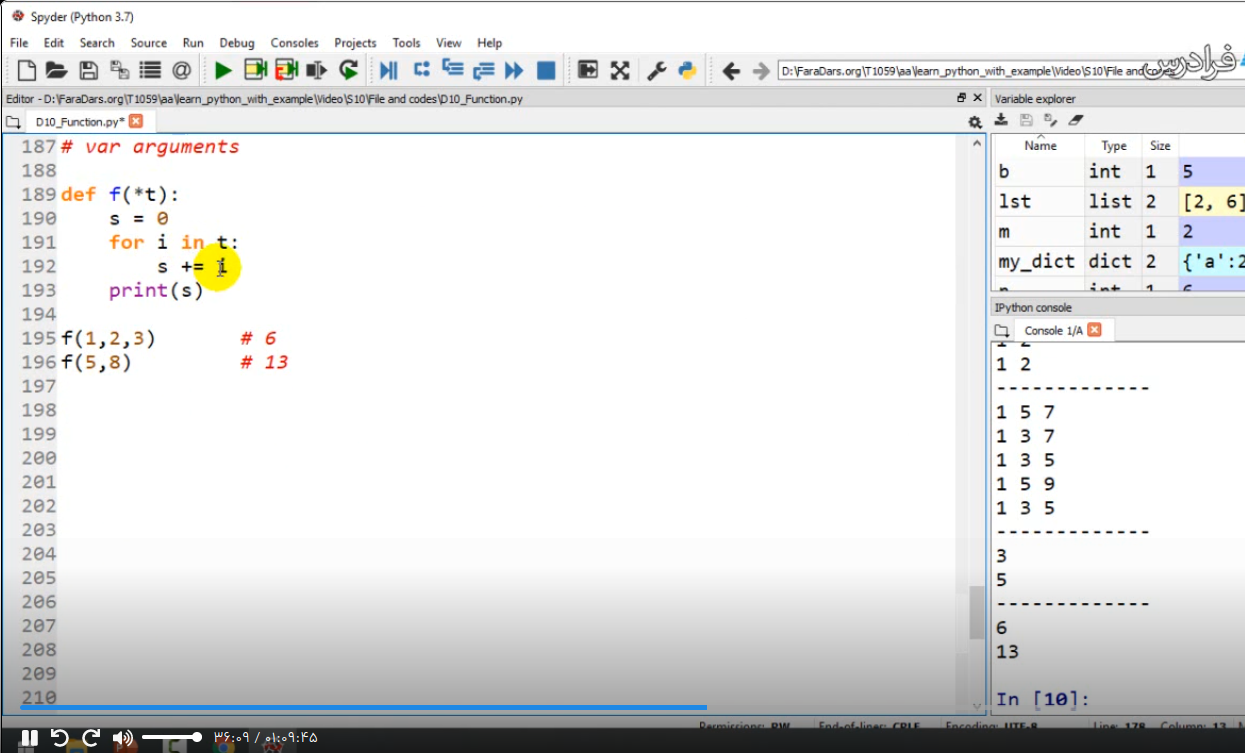 Spyder (Python 3.7)
File Edit Search Source Run Debug Consoles Projects Tools View Help
D:\FaraDars.org\T1059\aa\learn_python_with_example\Video\S10\File and codes
فرادرس
Editor - D:\FaraDars.org\T1059\aa\learn_python_with_example\Video\S10\File and codes\D10_Function.py
D10_Function.py*
187 # var arguments
188
189 def f(*t):
190     s = 0
191     for i in t:
192         s += i
193     print(s)
194
195 f(1,2,3)       # 6
196 f(5,8)         # 13
197
198
199
200
201
202
203
204
205
206
207
208
209
210
Variable explorer
Name Type Size
b int 1 5
lst list 2 [2, 6]
m int 1 2
my_dict dict 2 {'a':2
n int 1 6
IPython console
Console 1/A
1 2
1 2
-------------
1 5 7
1 3 7
1 3 5
1 5 9
1 3 5
-------------
3
5
-------------
6
13
In [10]:
Permissions: RW End-of-lines: CRLF Encoding: UTF-8 Line: 178 Column: 13
۳۶:۰۹ / ۰۱:۰۹:۴۵